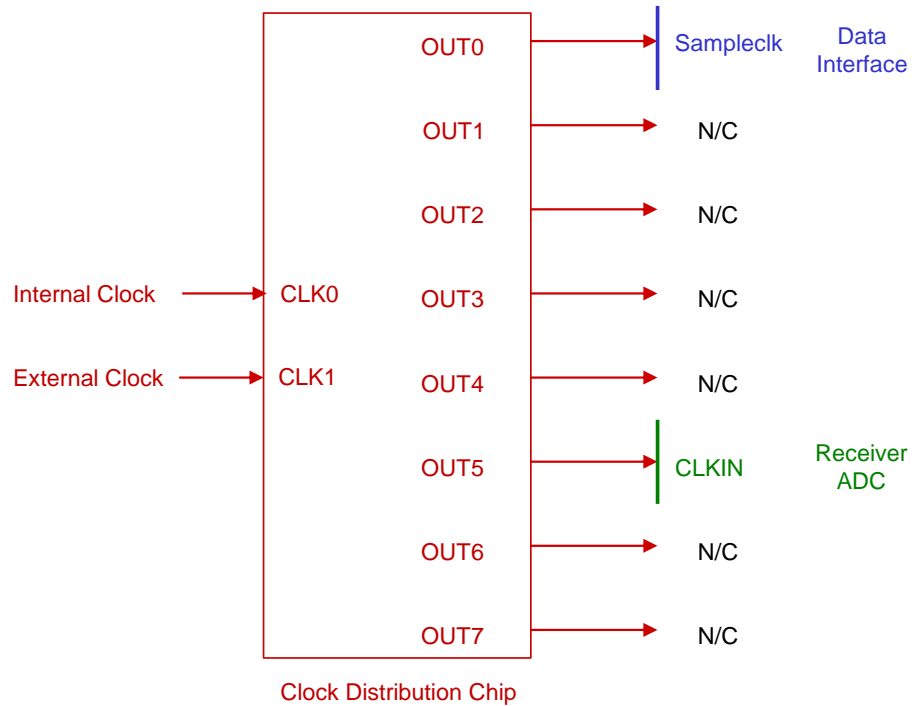 OUT0
Sampleclk
Data
Interface
OUT1
N/C
OUT2
N/C
Internal Clock
CLK0
OUT3
N/C
External Clock
CLK1
OUT4
N/C
OUT5
CLKIN
Receiver
ADC
OUT6
N/C
OUT7
N/C
Clock Distribution Chip